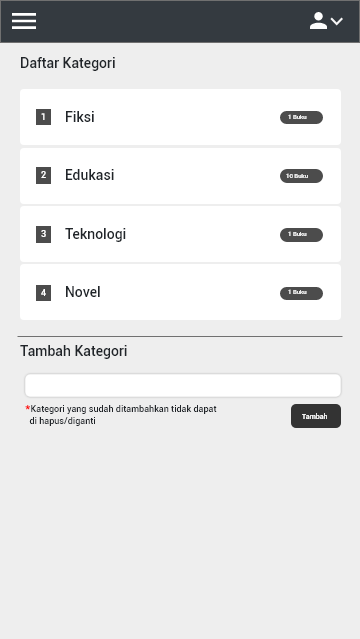 Daftar Kategori
1 Fiksi 1 Buku
2 Edukasi 10 Buku
3 Teknologi 1 Buku
4 Novel 1 Buku
Tambah Kategori
*Kategori yang sudah ditambahkan tidak dapat
di hapus/diganti
Tambah